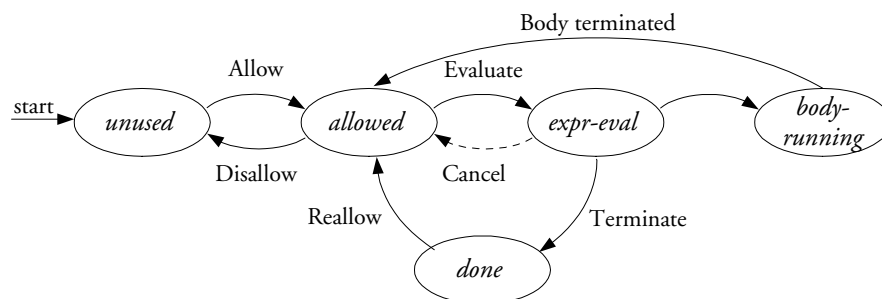 Body terminated
Allow
Evaluate
start
unused
allowed
expr-eval
body-
running
Disallow
Cancel
Reallow
Terminate
done